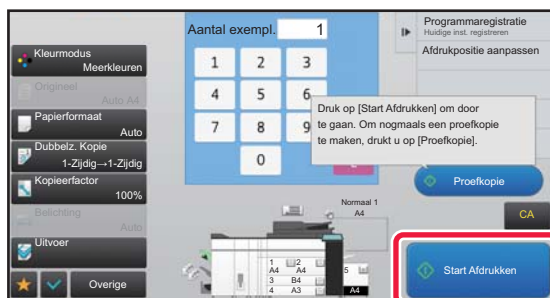 Aantal exempl. 1
Programmaregistratie
Huidige inst. registreren
Afdrukpositie aanpassen
Kleurmodus
Meerkleuren
Origineel
Auto A4
Papierformaat
Auto
Dubbelz. Kopie
1-Zijdig→1-Zijdig
Kopieerfactor
100%
Belichting
Auto
Uitvoer
Overige
1 2 3
4 5 6
7 8 9
0
Druk op [Start Afdrukken] om door
te gaan. Om nogmaals een proefkopie
te maken, drukt u op [Proefkopie].
Proefkopie
CA
Start Afdrukken
Normaal 1
A4
1 2
A4 A4
3 B4
4 A3
5
A4